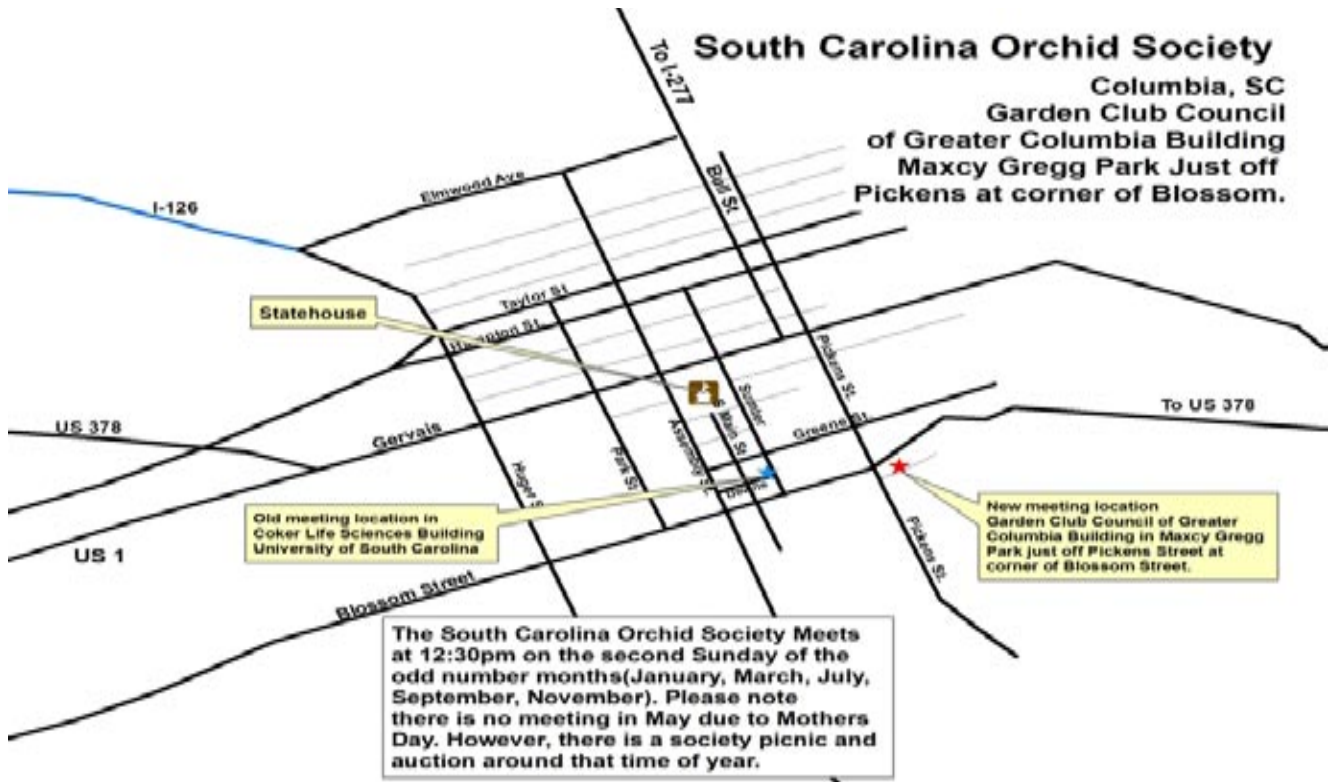 South Carolina Orchid Society
Columbia, SC
Garden Club Council
of Greater Columbia Building
Maxcy Gregg Park Just off
Pickens at corner of Blossom.
To I-277
Bull St.
Elmwood Ave
I-126
Taylor St.
Hampton St.
Statehouse
Pickens St.
Sumter
S Main St
Greene St.
To US 378
US 378
Gervais
Assembly St.
Park St.
Huger S
Old meeting location in
Coker Life Sciences Building
University of South Carolina
New meeting location
Garden Club Council of Greater
Columbia Building in Maxcy Gregg
Park just off Pickens Street at
corner of Blossom Street.
Pickens St.
US 1
Blossom Street
The South Carolina Orchid Society Meets
at 12:30pm on the second Sunday of the
odd number months(January, March, July,
September, November). Please note
there is no meeting in May due to Mothers
Day. However, there is a society picnic and
auction around that time of year.